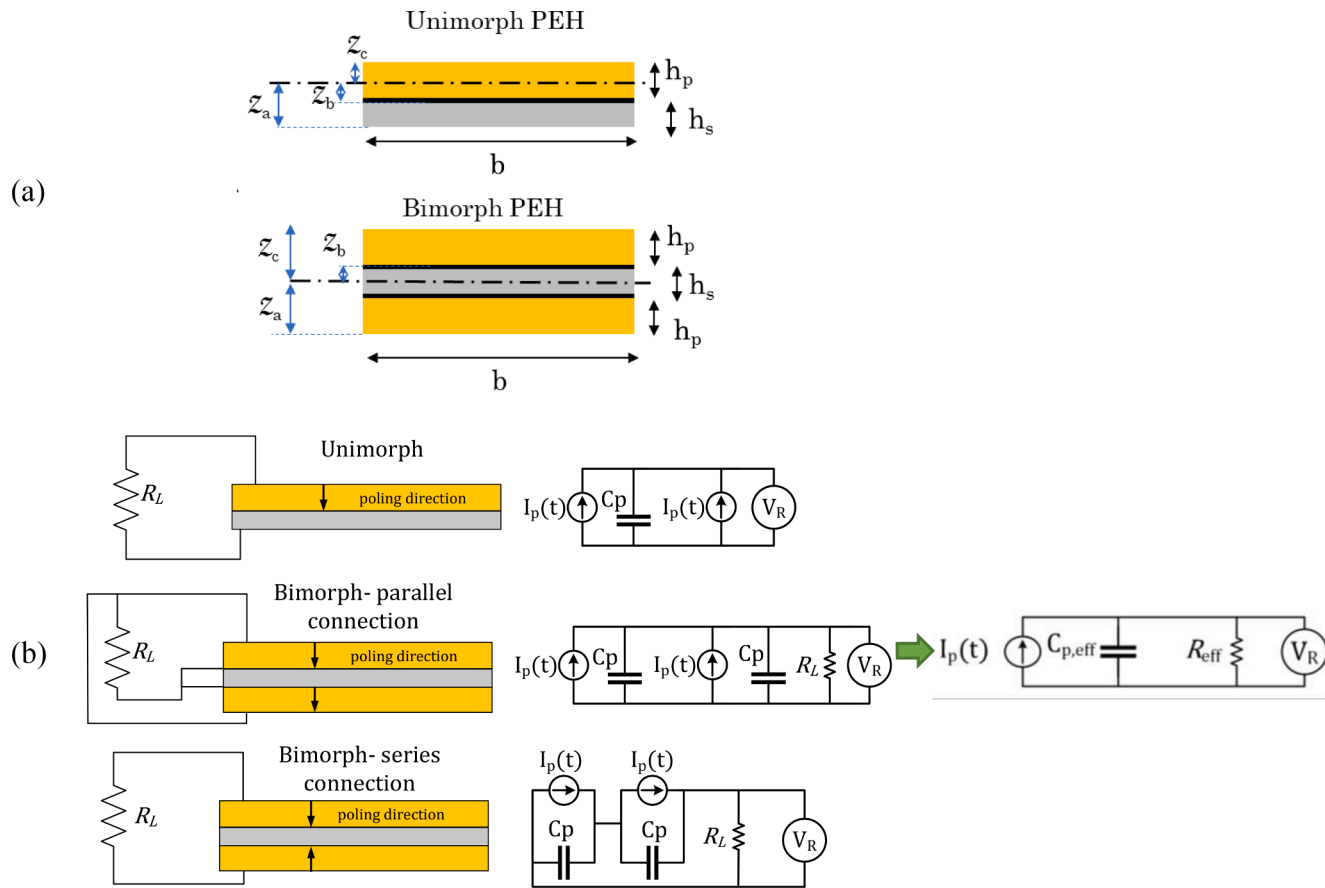 Unimorph PEH
z_c
h_p
z_b
z_a
h_s
b
(a)
Bimorph PEH
z_c
z_b
h_p
h_s
z_a
h_p
b
Unimorph
R_L
poling direction
I_p(t)
Cp
I_p(t)
V_R
Bimorph- parallel
connection
(b)
R_L
poling direction
I_p(t)
Cp
I_p(t)
Cp
R_L
V_R
I_p(t)
C_p,eff
R_eff
V_R
Bimorph- series
connection
R_L
poling direction
I_p(t)
I_p(t)
Cp
Cp
R_L
V_R